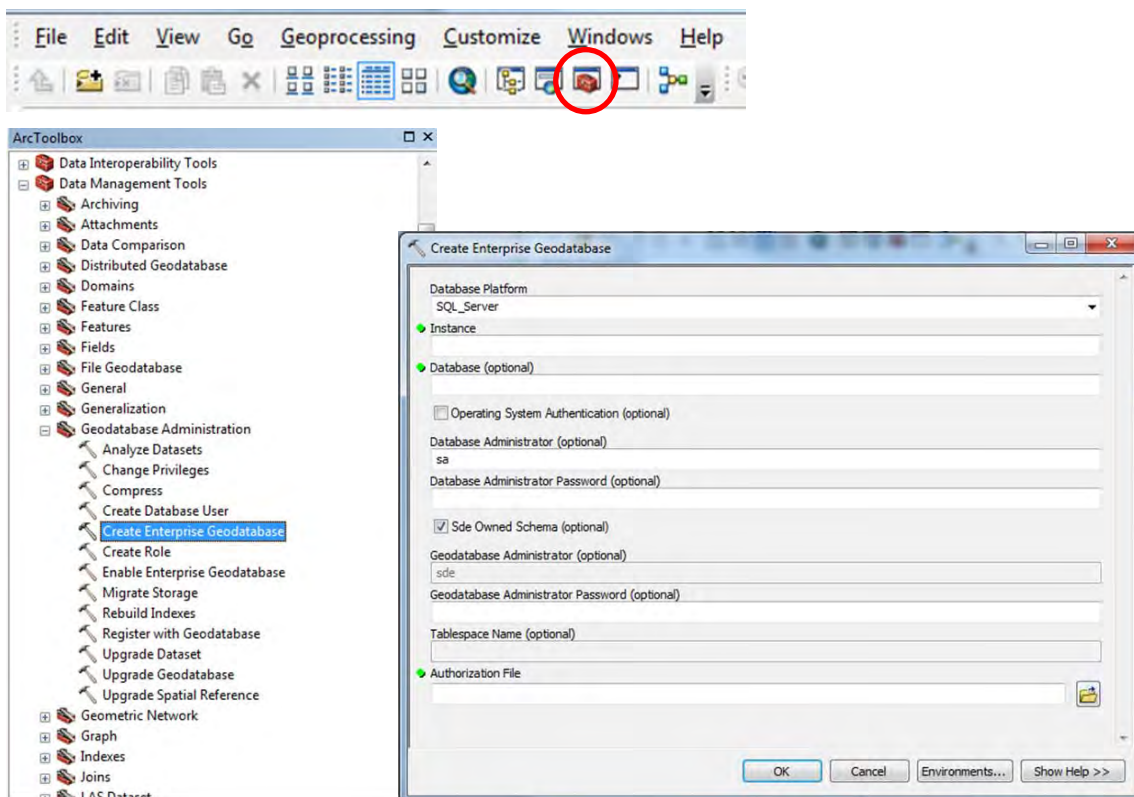 File Edit View Go Geoprocessing Customize Windows Help
ArcToolbox
Data Interoperability Tools
Data Management Tools
Archiving
Attachments
Data Comparison
Distributed Geodatabase
Domains
Feature Class
Features
Fields
File Geodatabase
General
Generalization
Geodatabase Administration
Analyze Datasets
Change Privileges
Compress
Create Database User
Create Enterprise Geodatabase
Create Role
Enable Enterprise Geodatabase
Migrate Storage
Rebuild Indexes
Register with Geodatabase
Upgrade Dataset
Upgrade Geodatabase
Upgrade Spatial Reference
Geometric Network
Graph
Indexes
Joins
LAS Dataset
Create Enterprise Geodatabase
Database Platform
SQL_Server
Instance
Database (optional)
Operating System Authentication (optional)
Database Administrator (optional)
sa
Database Administrator Password (optional)
Sde Owned Schema (optional)
Geodatabase Administrator (optional)
sde
Geodatabase Administrator Password (optional)
Tablespace Name (optional)
Authorization File
OK Cancel Environments... Show Help >>